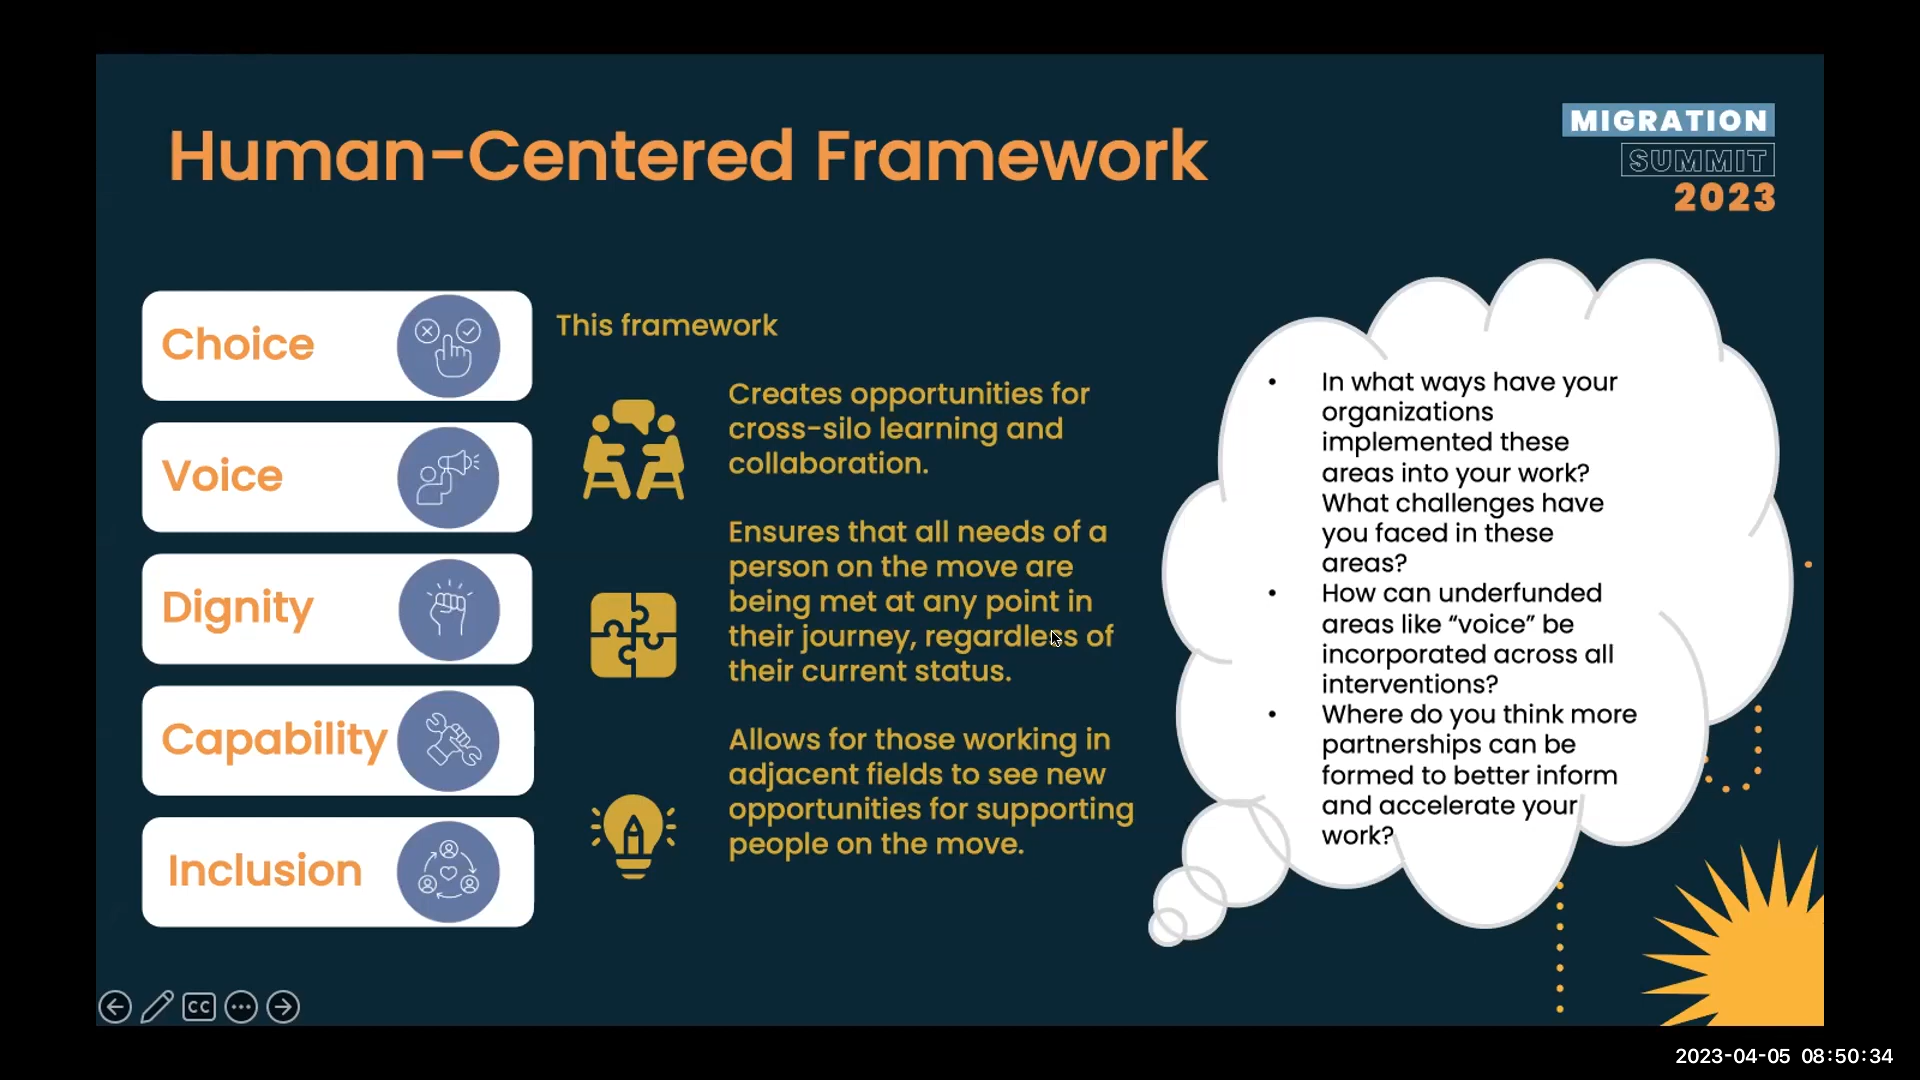 Human-Centered Framework
MIGRATION
SUMMIT
2023
Choice
Voice
Dignity
Capability
Inclusion
This framework
Creates opportunities for
cross-silo learning and
collaboration.
Ensures that all needs of a
person on the move are
being met at any point in
their journey, regardless of
their current status.
Allows for those working in
adjacent fields to see new
opportunities for supporting
people on the move.
• In what ways have your
organizations
implemented these
areas into your work?
What challenges have
you faced in these
areas?
• How can underfunded
areas like “voice” be
incorporated across all
interventions?
• Where do you think more
partnerships can be
formed to better inform
and accelerate your
work?
CC
2023-04-05 08:50:34